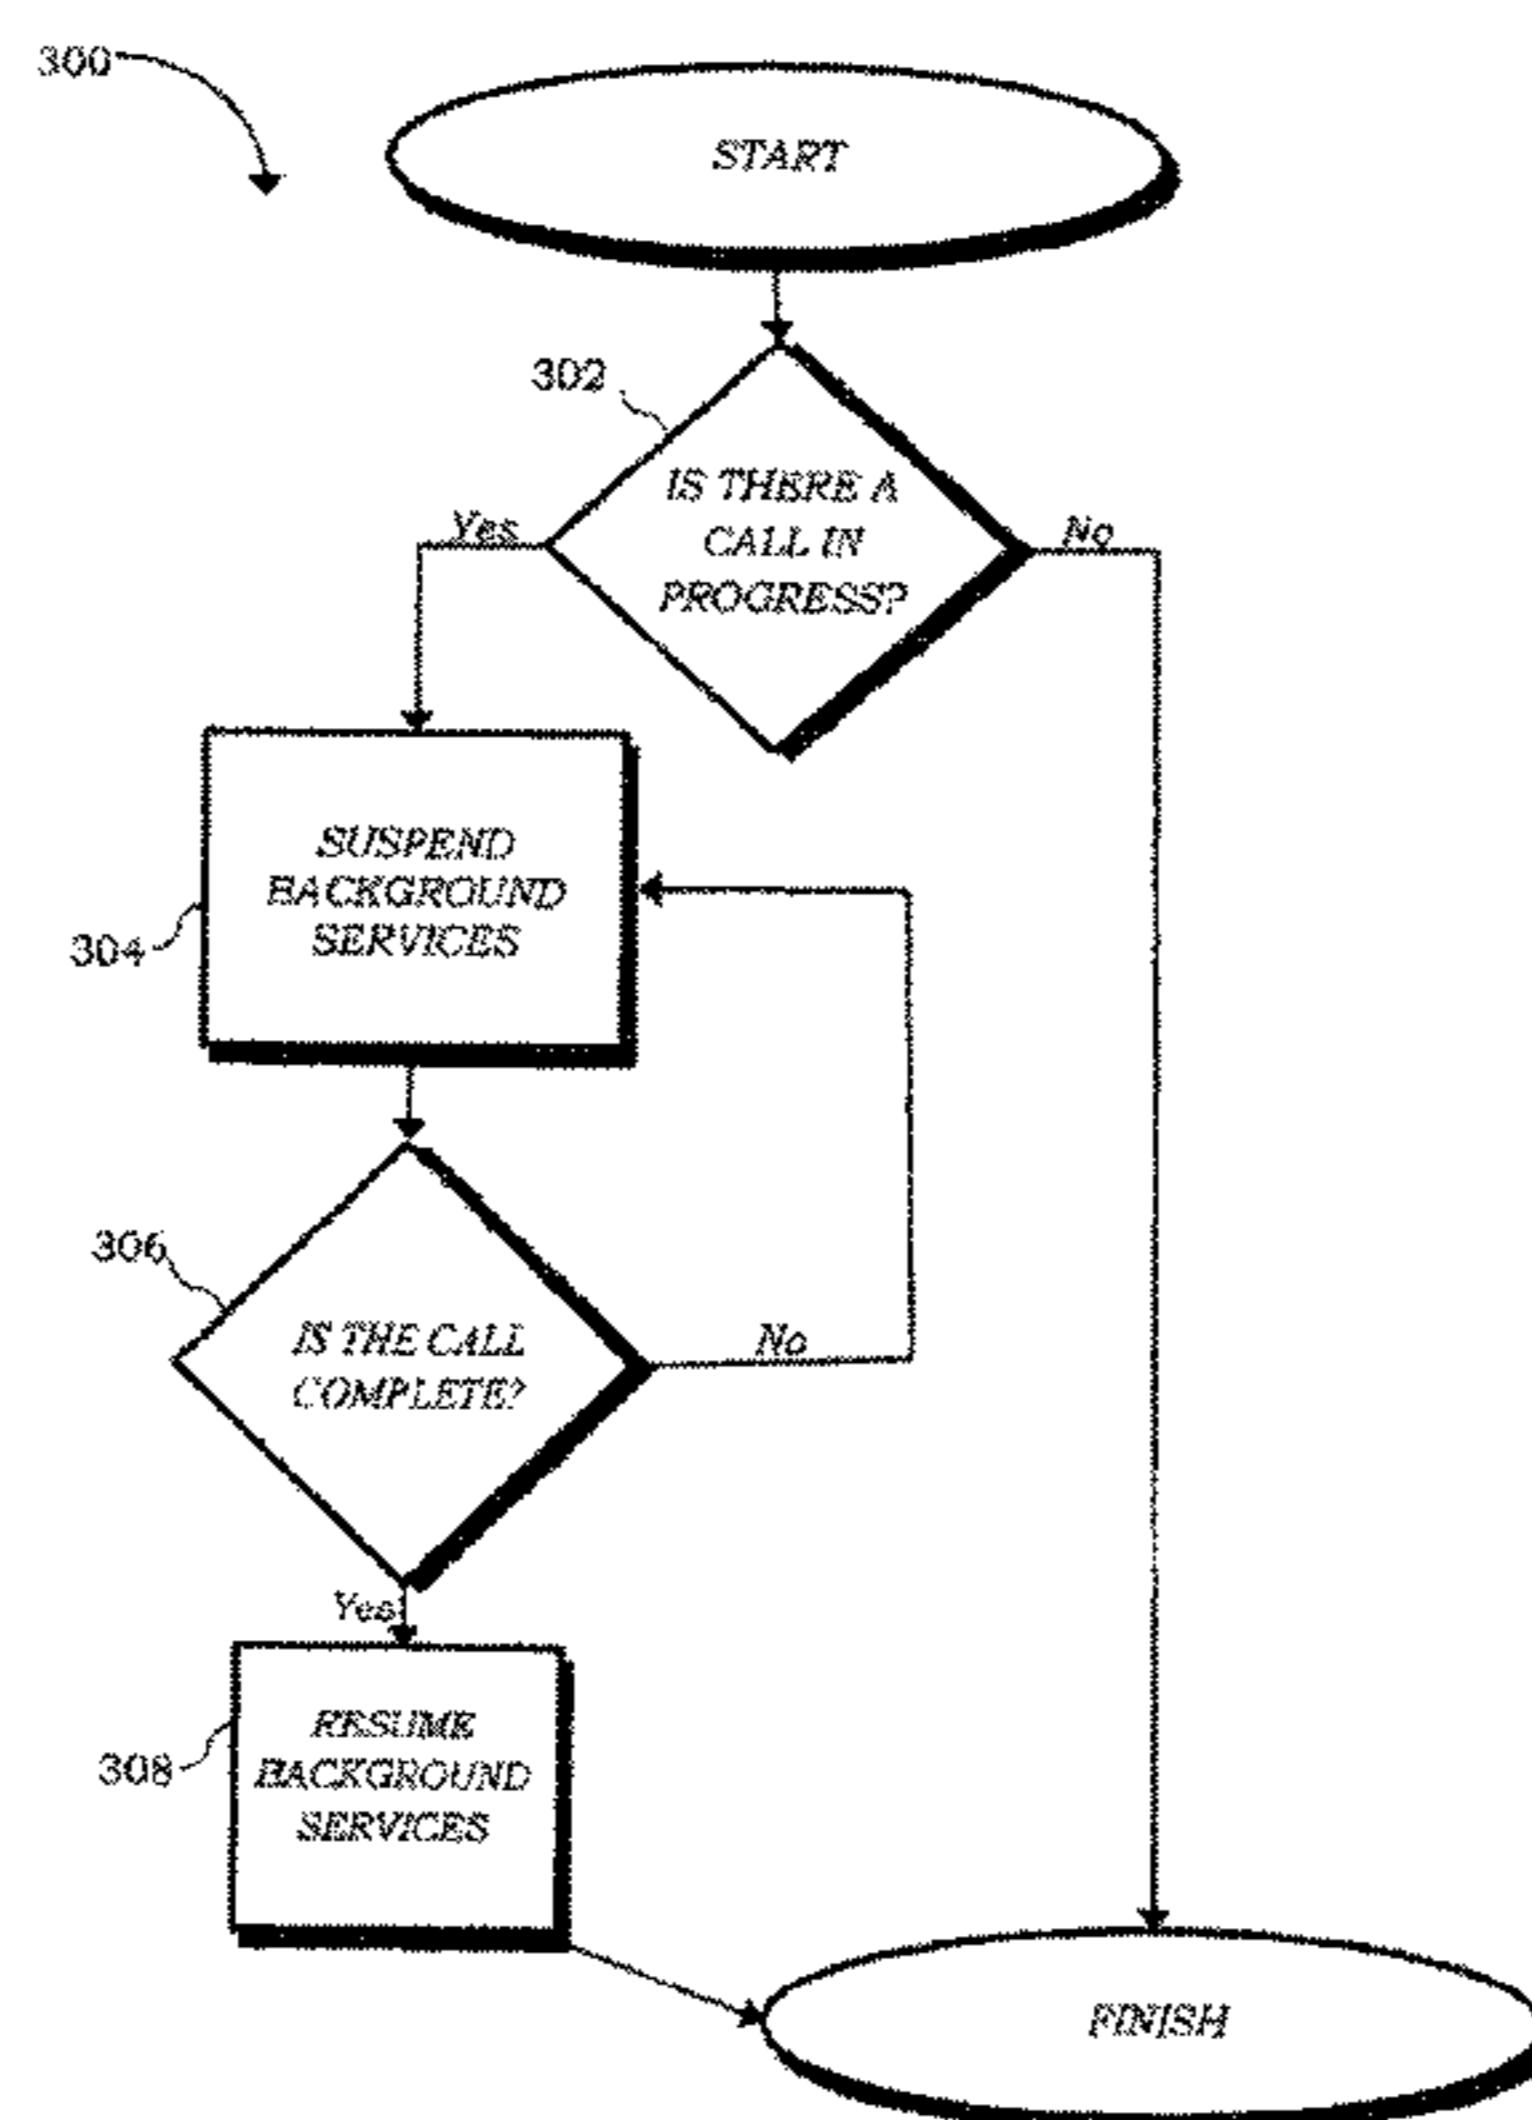 300
START
302
IS THERE A
CALL IN
PROGRESS?
Yes
No
SUSPEND
BACKGROUND
SERVICES
304
306
IS THE CALL
COMPLETE?
No
Yes
RESUME
BACKGROUND
SERVICES
308
FINISH